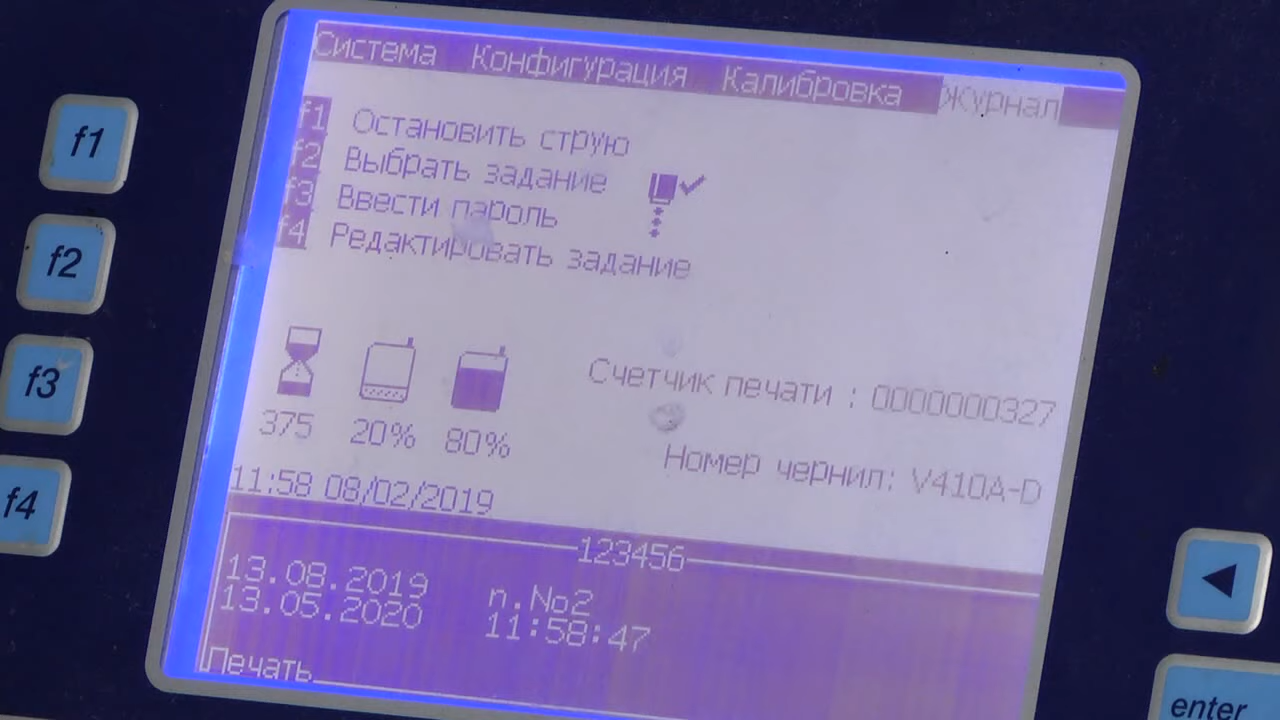 Система Конфигурация Калибровка Журнал
f1 Остановить струю
f2 Выбрать задание
f3 Ввести пароль
f4 Редактировать задание
375 20% 80%
Счетчик печати : 0000000327
Номер чернил: V410A-D
11:58 08/02/2019
123456
13.08.2019 п.No2
13.05.2020 11:58:47
Печать
f1
f2
f3
f4
enter